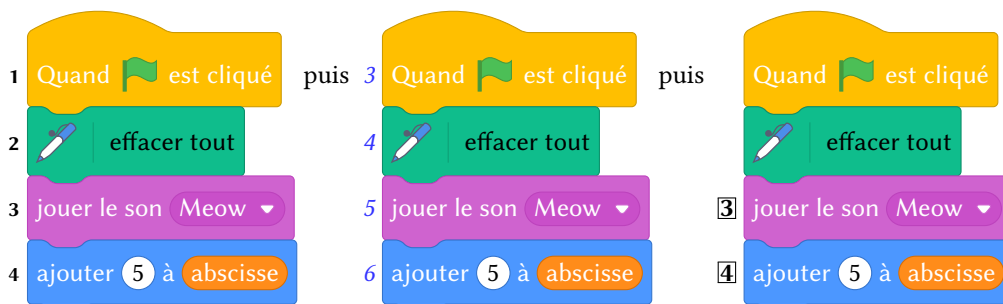 1 Quand est cliqué puis 3 Quand est cliqué puis Quand est cliqué
2 effacer tout 4 effacer tout effacer tout
3 jouer le son Meow 5 jouer le son Meow 3 jouer le son Meow
4 ajouter 5 à abscisse 6 ajouter 5 à abscisse 4 ajouter 5 à abscisse